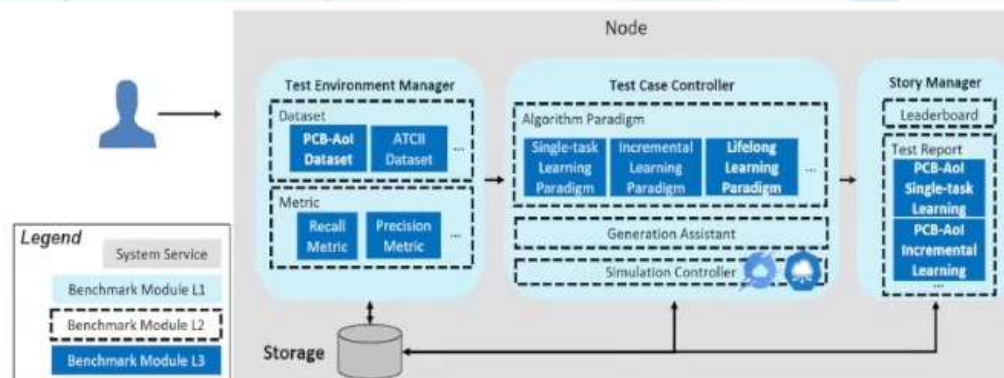 Node
Test Environment Manager
Dataset
PCB-AoI
Dataset
ATCII
Dataset
...
Metric
Recall
Metric
Precision
Metric
...
Test Case Controller
Algorithm Paradigm
Single-task
Learning
Paradigm
Incremental
Learning
Paradigm
Lifelong
Learning
Paradigm
...
Generation Assistant
Simulation Controller
Story Manager
Leaderboard
Test Report
PCB-AoI
Single-task
Learning
PCB-AoI
Incremental
Learning
...
Legend
System Service
Benchmark Module L1
Benchmark Module L2
Benchmark Module L3
Storage